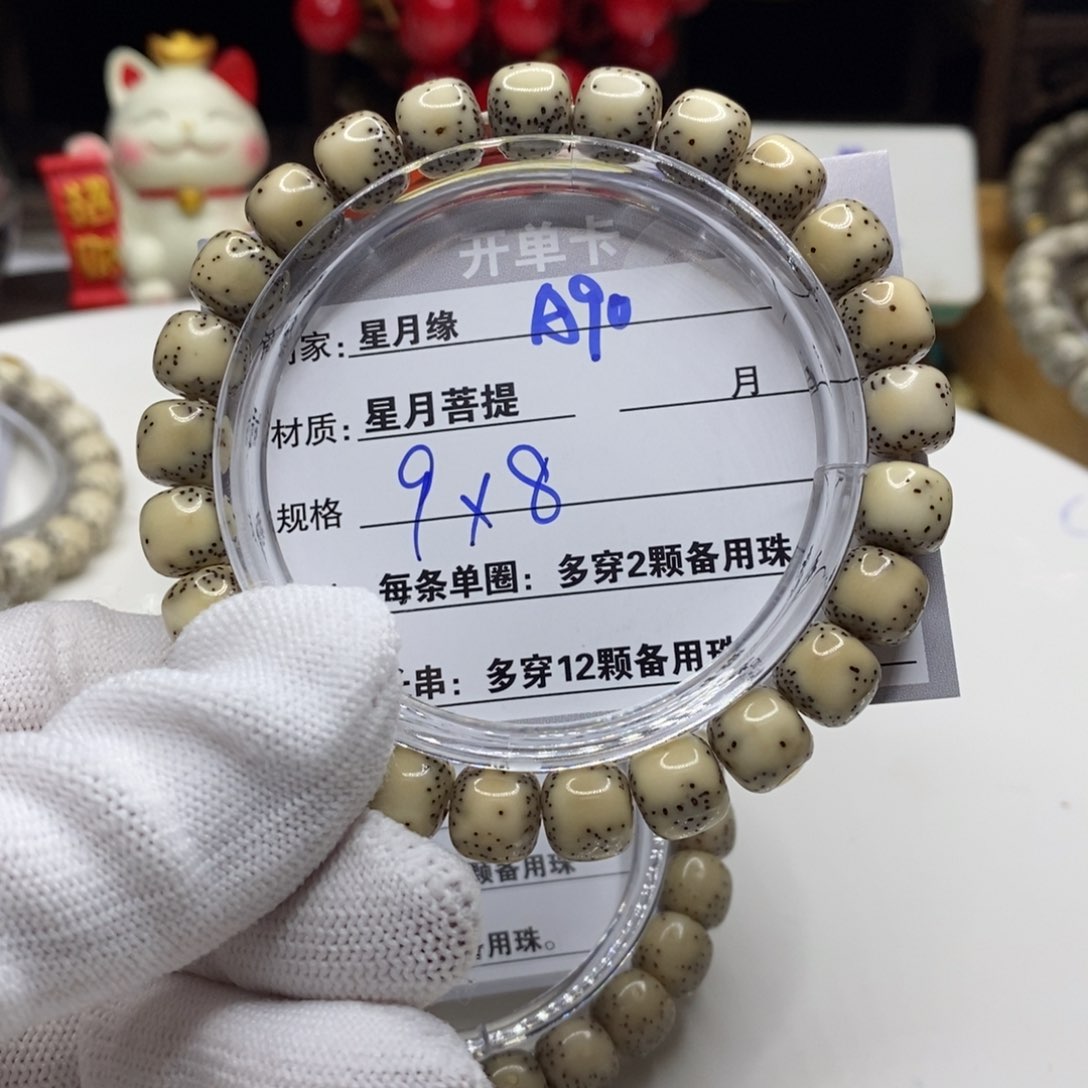 开单卡
家：星月缘 A90
材质：星月菩提 月
规格 9×8
每条单圈：多穿2颗备用珠
串：多穿12颗备用珠
颗备用珠
用珠。